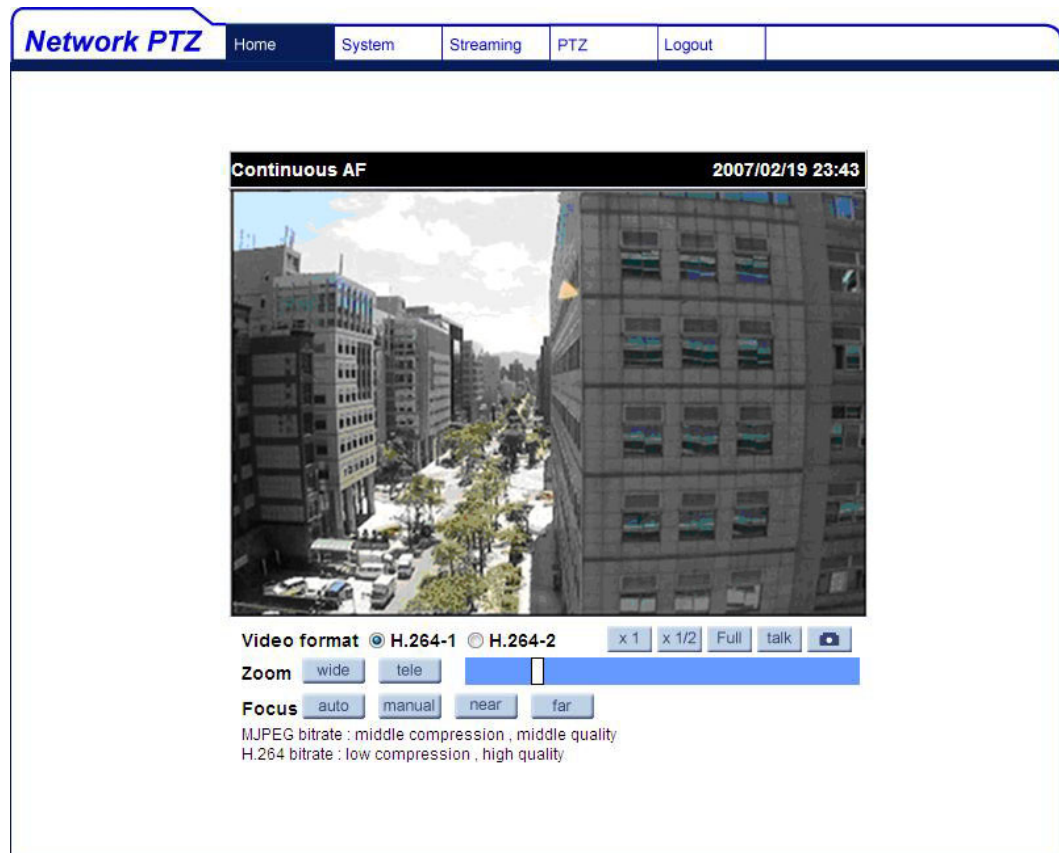 Network PTZ Home System Streaming PTZ Logout
Continuous AF 2007/02/19 23:43
Video format H.264-1 H.264-2 x 1 x 1/2 Full talk
Zoom wide tele
Focus auto manual near far
MJPEG bitrate : middle compression , middle quality
H.264 bitrate : low compression , high quality